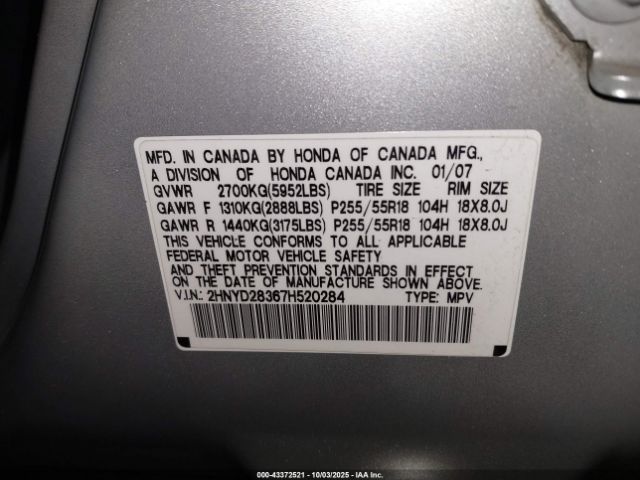 MFD. IN CANADA BY HONDA OF CANADA MFG.,
A DIVISION OF HONDA CANADA INC. 01/07
GVWR 2700KG(5952LBS) TIRE SIZE RIM SIZE
GAWR F 1310KG(2888LBS) P255/55R18 104H 18X8.0J
GAWR R 1440KG(3175LBS) P255/55R18 104H 18X8.0J
THIS VEHICLE CONFORMS TO ALL APPLICABLE
FEDERAL MOTOR VEHICLE SAFETY
AND THEFT PREVENTION STANDARDS IN EFFECT
ON THE DATE OF MANUFACTURE SHOWN ABOVE.
V.I.N.: 2HNYD28367H520284 TYPE: MPV
000-43372521 - 10/03/2025 - IAA Inc.